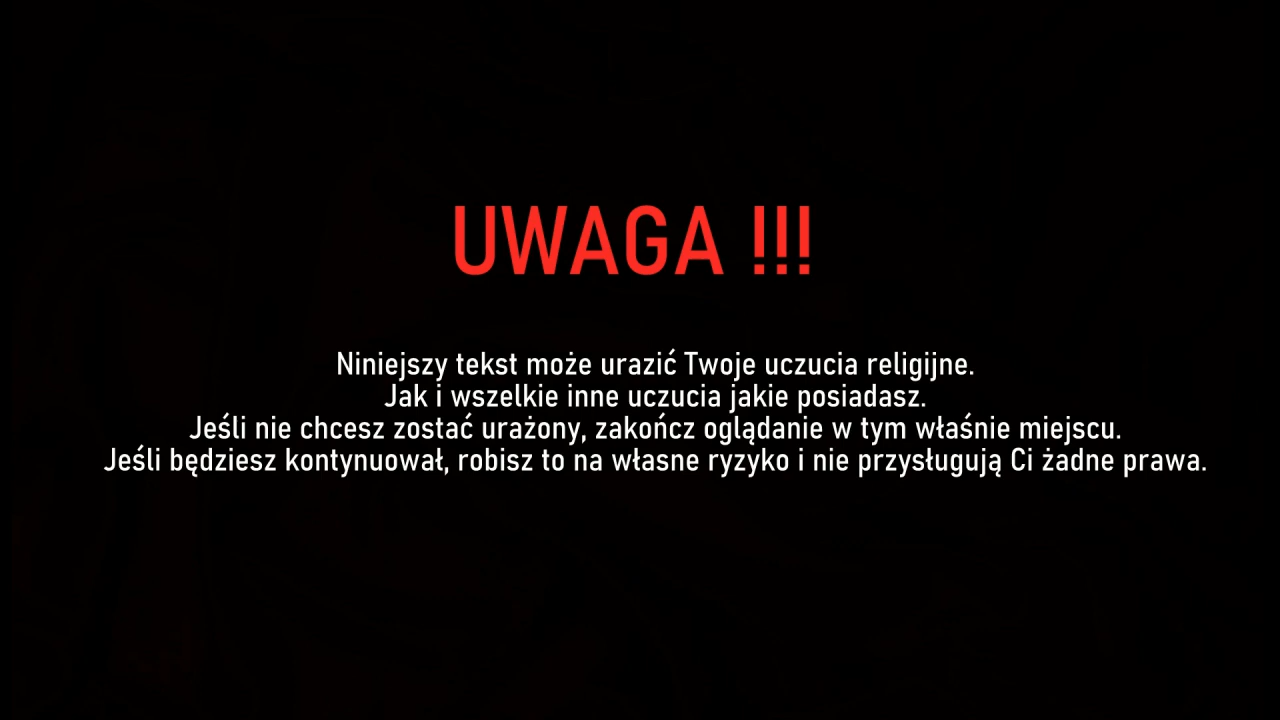 UWAGA !!!
Niniejszy tekst może urazić Twoje uczucia religijne.
Jak i wszelkie inne uczucia jakie posiadasz.
Jeśli nie chcesz zostać urażony, zakończ oglądanie w tym właśnie miejscu.
Jeśli będziesz kontynuował, robisz to na własne ryzyko i nie przysługują Ci żadne prawa.